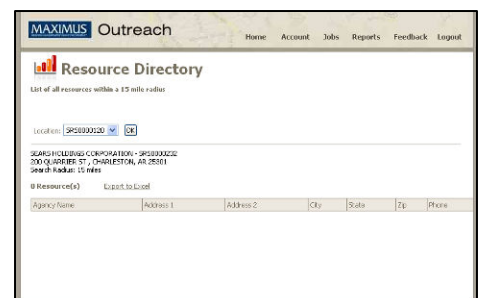 MAXIMUS Outreach
Home Account Jobs Reports Feedback Logout
Resource Directory
List of all resources within a 15 mile radius
Location: SRS0000120 OK
SEARS HOLDINGS CORPORATION - SRS0000202
200 QUARRIER ST , CHARLESTON, AR 25301
Search Radius: 15 miles
0 Resource(s) Export to Excel
Agency Name Address 1 Address 2 City State Zip Phone